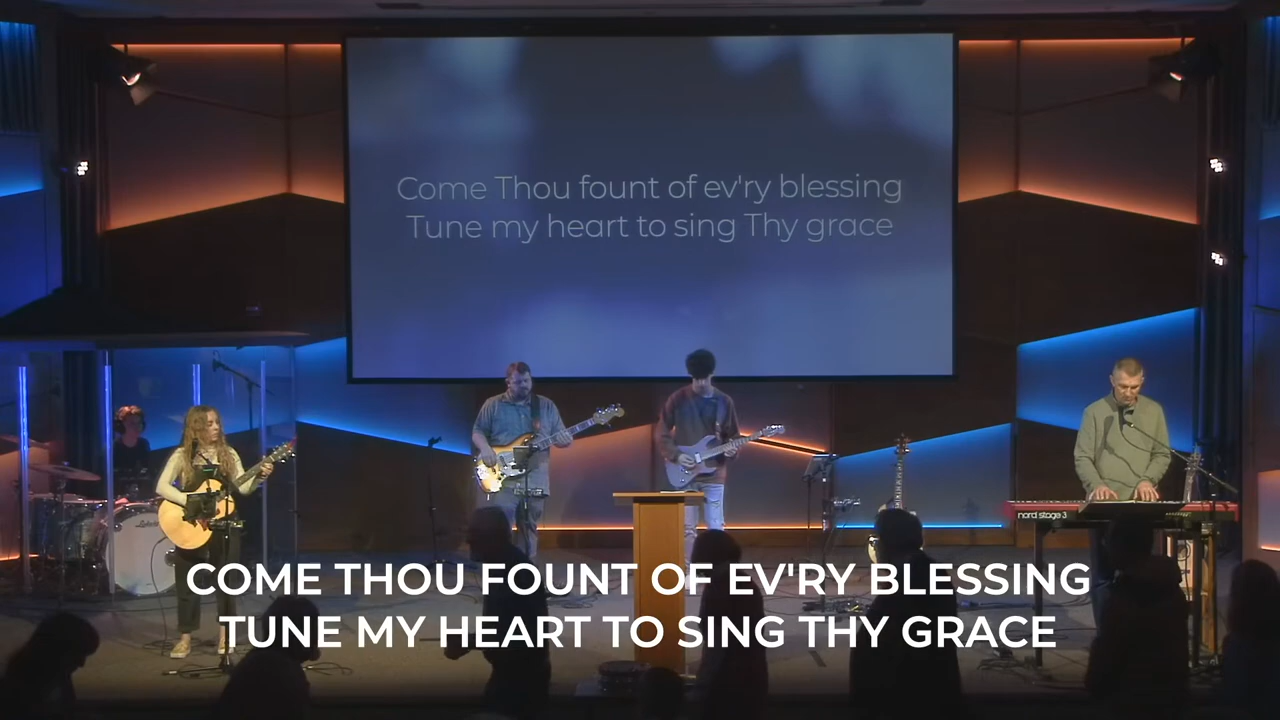 Come Thou fount of ev'ry blessing
Tune my heart to sing Thy grace
nord stage 3
COME THOU FOUNT OF EV'RY BLESSING
TUNE MY HEART TO SING THY GRACE